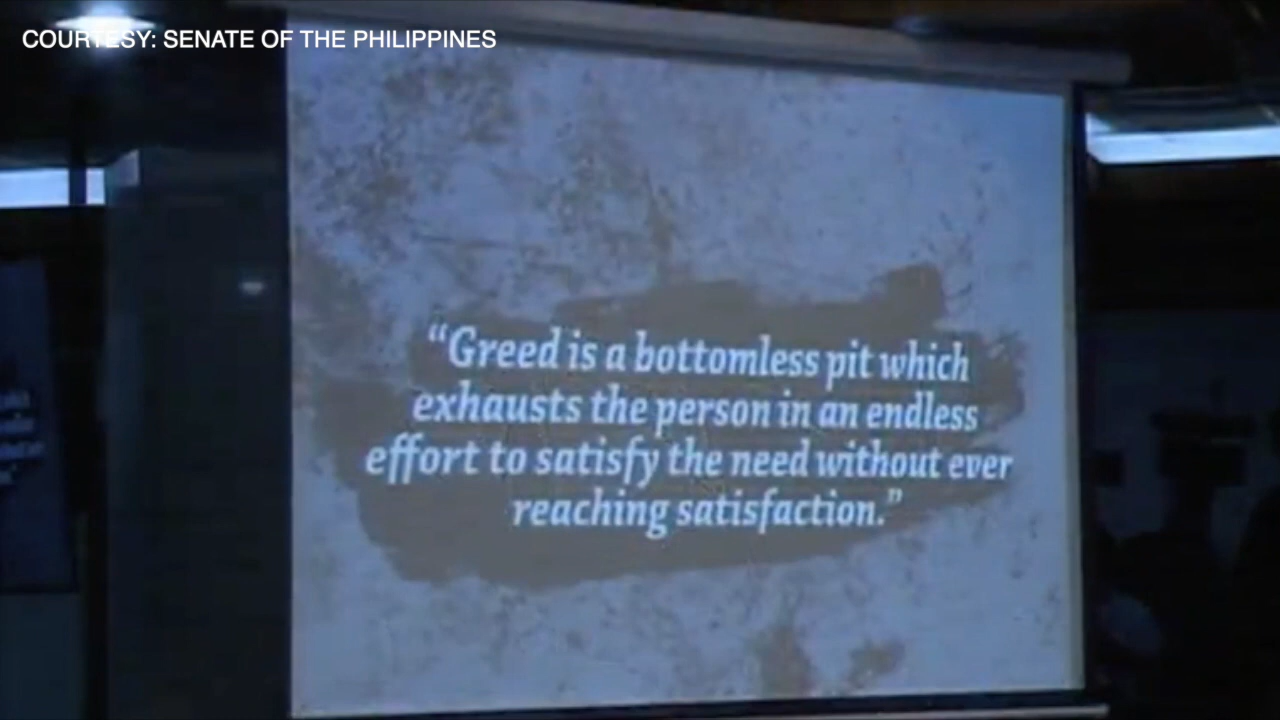 COURTESY: SENATE OF THE PHILIPPINES
“Greed is a bottomless pit which
exhausts the person in an endless
effort to satisfy the need without ever
reaching satisfaction.”